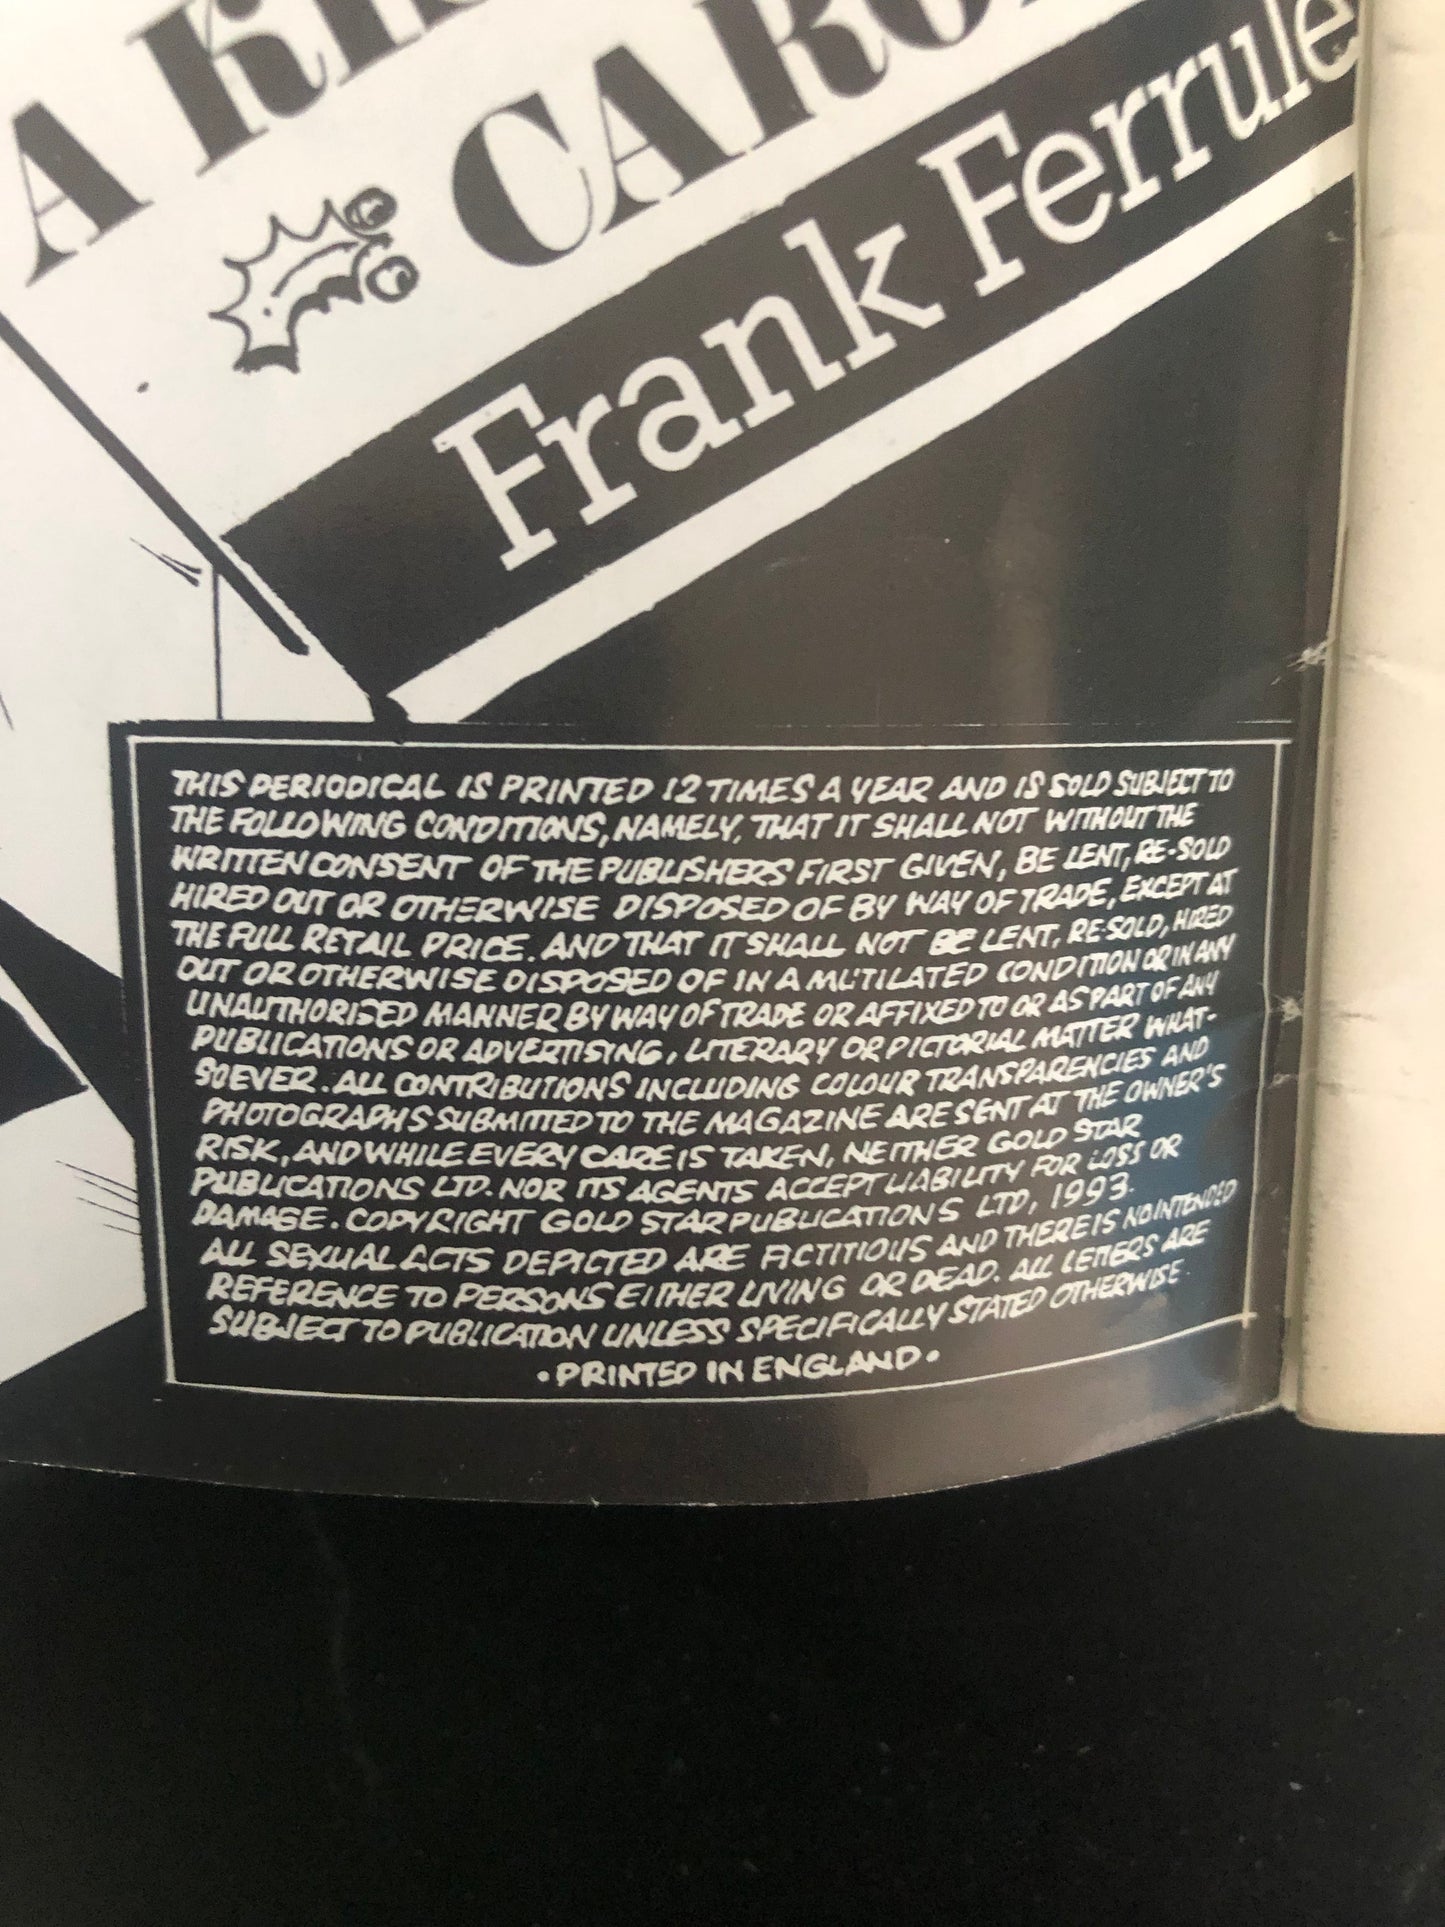 A
CAR
Frank Ferrule
THIS PERIODICAL IS PRINTED 12 TIMES A YEAR AND IS SOLD SUBJECT TO
THE FOLLOWING CONDITIONS, NAMELY, THAT IT SHALL NOT WITHOUT THE
WRITTEN CONSENT OF THE PUBLISHERS FIRST GIVEN, BE LENT, RE-SOLD
HIRED OUT OR OTHERWISE DISPOSED OF BY WAY OF TRADE, EXCEPT AT
THE FULL RETAIL PRICE. AND THAT IT SHALL NOT BE LENT, RE-SOLD, HIRED
OUT OR OTHERWISE DISPOSED OF IN A MUTILATED CONDITION OR IN ANY
UNAUTHORISED MANNER BY WAY OF TRADE OR AFFIXED TO OR AS PART OF ANY
PUBLICATIONS OR ADVERTISING, LITERARY OR PICTORIAL MATTER WHAT-
SOEVER. ALL CONTRIBUTIONS INCLUDING COLOUR TRANSPARENCIES AND
PHOTOGRAPHS SUBMITTED TO THE MAGAZINE ARE SENT AT THE OWNER'S
RISK, AND WHILE EVERY CARE IS TAKEN, NEITHER GOLD STAR
PUBLICATIONS LTD. NOR ITS AGENTS ACCEPT LIABILITY FOR LOSS OR
DAMAGE. COPYRIGHT GOLD STAR PUBLICATIONS LTD, 1993.
ALL SEXUAL ACTS DEPICTED ARE FICTITIOUS AND THERE IS NO INTENDED
REFERENCE TO PERSONS EITHER LIVING OR DEAD. ALL LETTERS ARE
SUBJECT TO PUBLICATION UNLESS SPECIFICALLY STATED OTHERWISE.
• PRINTED IN ENGLAND •